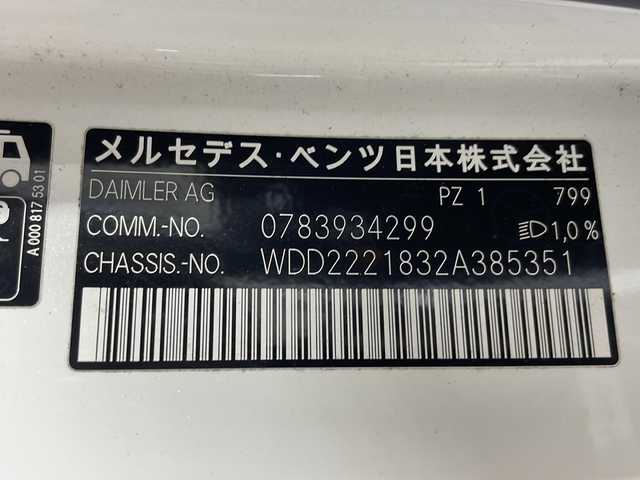 メルセデス・ベンツ日本株式会社
DAIMLER AG PZ 1 799
COMM.-NO. 0783934299 1,0 %
CHASSIS.-NO. WDD2221832A385351
A 000 817 53 01